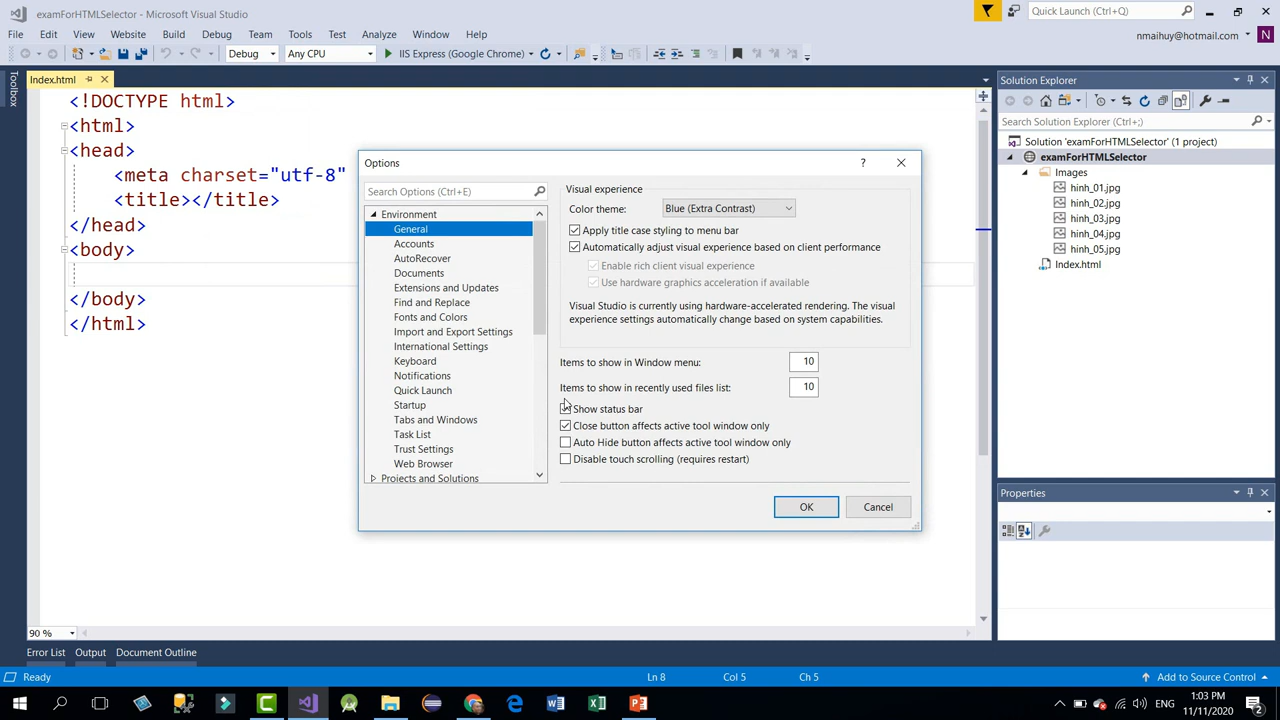 examForHTMLSelector - Microsoft Visual Studio
Quick Launch (Ctrl+Q)
File Edit View Website Build Debug Team Tools Test Analyze Window Help
nmaihuy@hotmail.com N
Debug Any CPU IIS Express (Google Chrome)
Toolbox
Index.html
<!DOCTYPE html>
<html>
<head>
<meta charset="utf-8"
<title></title>
</head>
<body>
</body>
</html>
Options
Search Options (Ctrl+E)
Environment
General
Accounts
AutoRecover
Documents
Extensions and Updates
Find and Replace
Fonts and Colors
Import and Export Settings
International Settings
Keyboard
Notifications
Quick Launch
Startup
Tabs and Windows
Task List
Trust Settings
Web Browser
Projects and Solutions
Visual experience
Color theme: Blue (Extra Contrast)
Apply title case styling to menu bar
Automatically adjust visual experience based on client performance
Enable rich client visual experience
Use hardware graphics acceleration if available
Visual Studio is currently using hardware-accelerated rendering. The visual
experience settings automatically change based on system capabilities.
Items to show in Window menu: 10
Items to show in recently used files list: 10
Show status bar
Close button affects active tool window only
Auto Hide button affects active tool window only
Disable touch scrolling (requires restart)
OK Cancel
Solution Explorer
Search Solution Explorer (Ctrl+;)
Solution 'examForHTMLSelector' (1 project)
examForHTMLSelector
Images
hinh_01.jpg
hinh_02.jpg
hinh_03.jpg
hinh_04.jpg
hinh_05.jpg
Index.html
Properties
90 %
Error List Output Document Outline
Ready Ln 8 Col 5 Ch 5 Add to Source Control
ENG 1:03 PM
11/11/2020 2